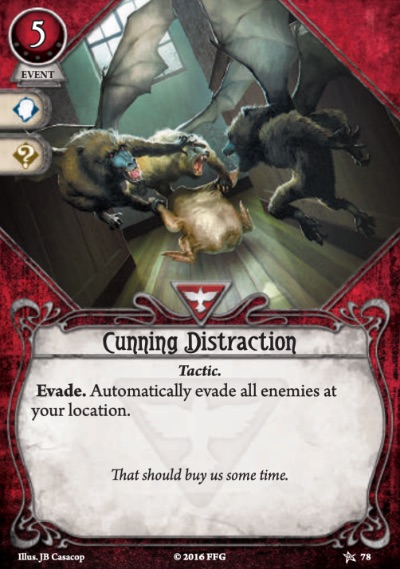 5
EVENT
?
Cunning Distraction
Tactic.
Evade. Automatically evade all enemies at
your location.
That should buy us some time.
Illus. JB Casacop
© 2016 FFG
78